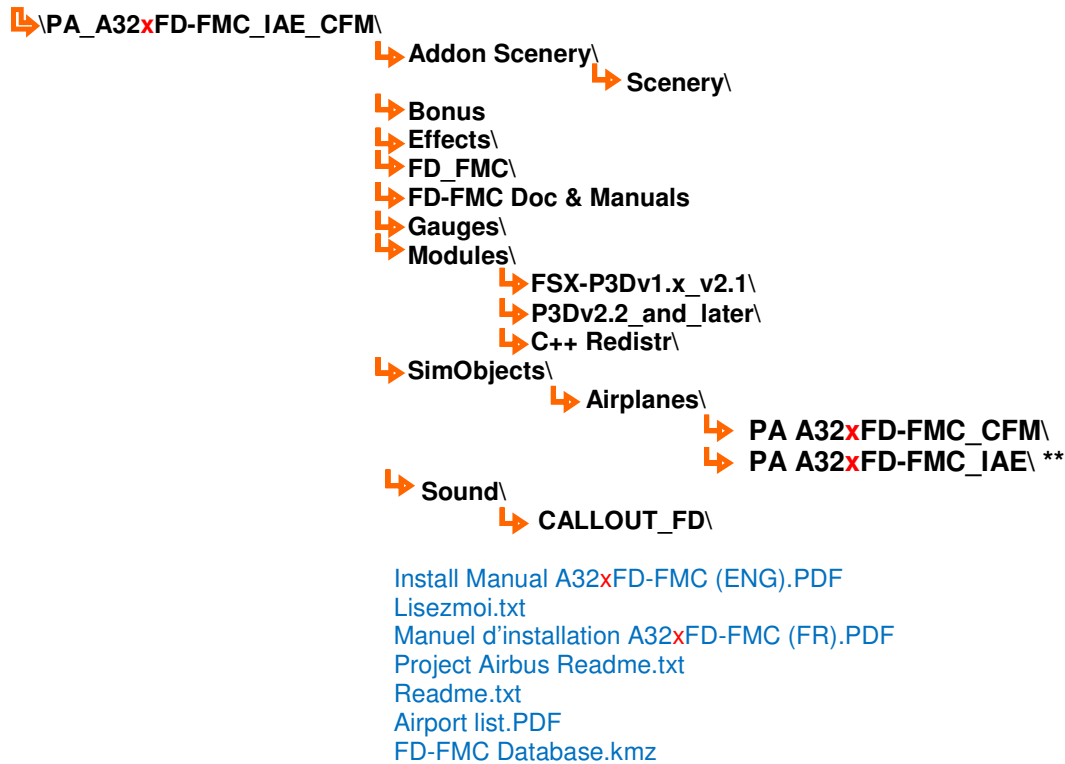 \PA_A32xFD-FMC_IAE_CFM\
Addon Scenery\
Scenery\
Bonus
Effects\
FD_FMC\
FD-FMC Doc & Manuals
Gauges\
Modules\
FSX-P3Dv1.x_v2.1\
P3Dv2.2_and_later\
C++ Redistr\
SimObjects\
Airplanes\
PA A32xFD-FMC_CFM\
PA A32xFD-FMC_IAE\ **
Sound\
CALLOUT_FD\
Install Manual A32xFD-FMC (ENG).PDF
Lisezmoi.txt
Manuel d’installation A32xFD-FMC (FR).PDF
Project Airbus Readme.txt
Readme.txt
Airport list.PDF
FD-FMC Database.kmz